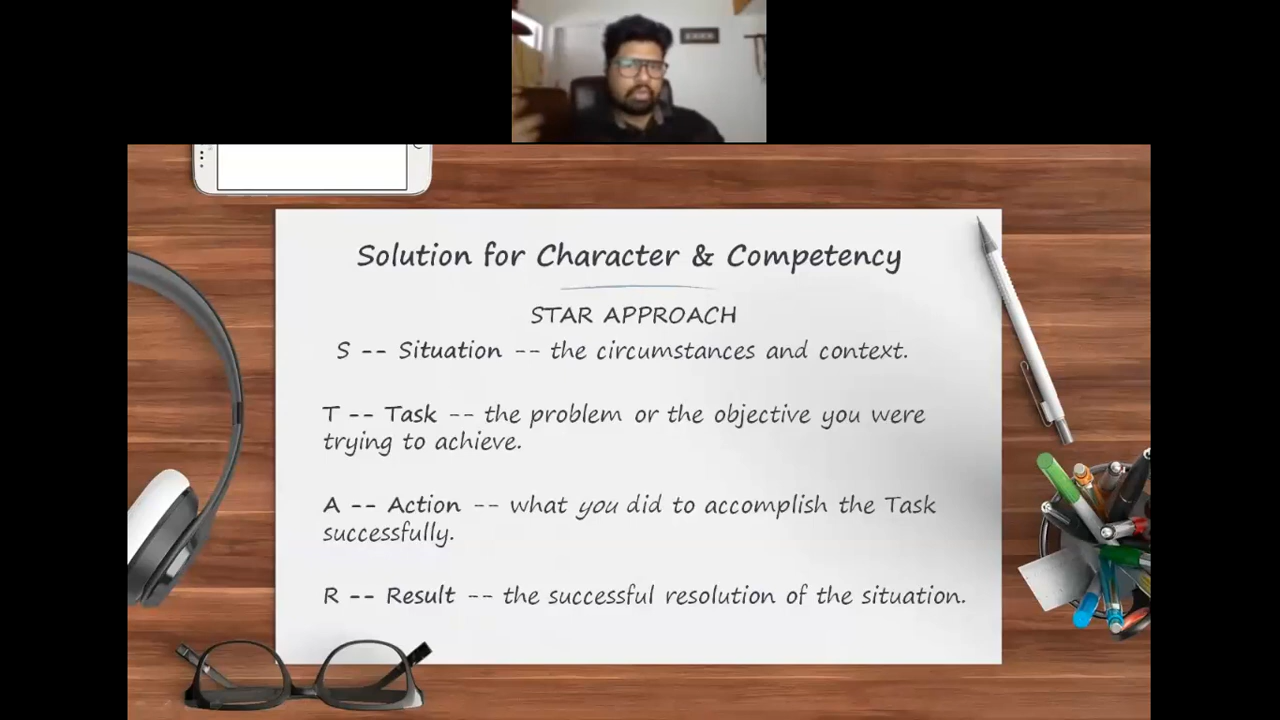 Solution for Character & Competency
STAR APPROACH
S -- Situation -- the circumstances and context.
T -- Task -- the problem or the objective you were
trying to achieve.
A -- Action -- what you did to accomplish the Task
successfully.
R -- Result -- the successful resolution of the situation.